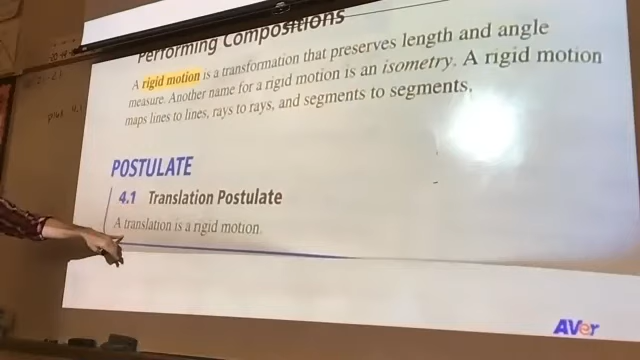 Performing Compositions
A rigid motion is a transformation that preserves length and angle
measure. Another name for a rigid motion is an isometry. A rigid motion
maps lines to lines, rays to rays, and segments to segments.
POSTULATE
4.1 Translation Postulate
A translation is a rigid motion.
AVer